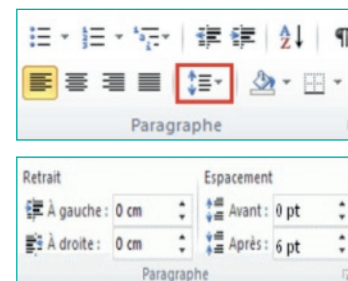 Paragraphe
Retrait Espacement
À gauche : 0 cm Avant : 0 pt
À droite : 0 cm Après : 6 pt
Paragraphe